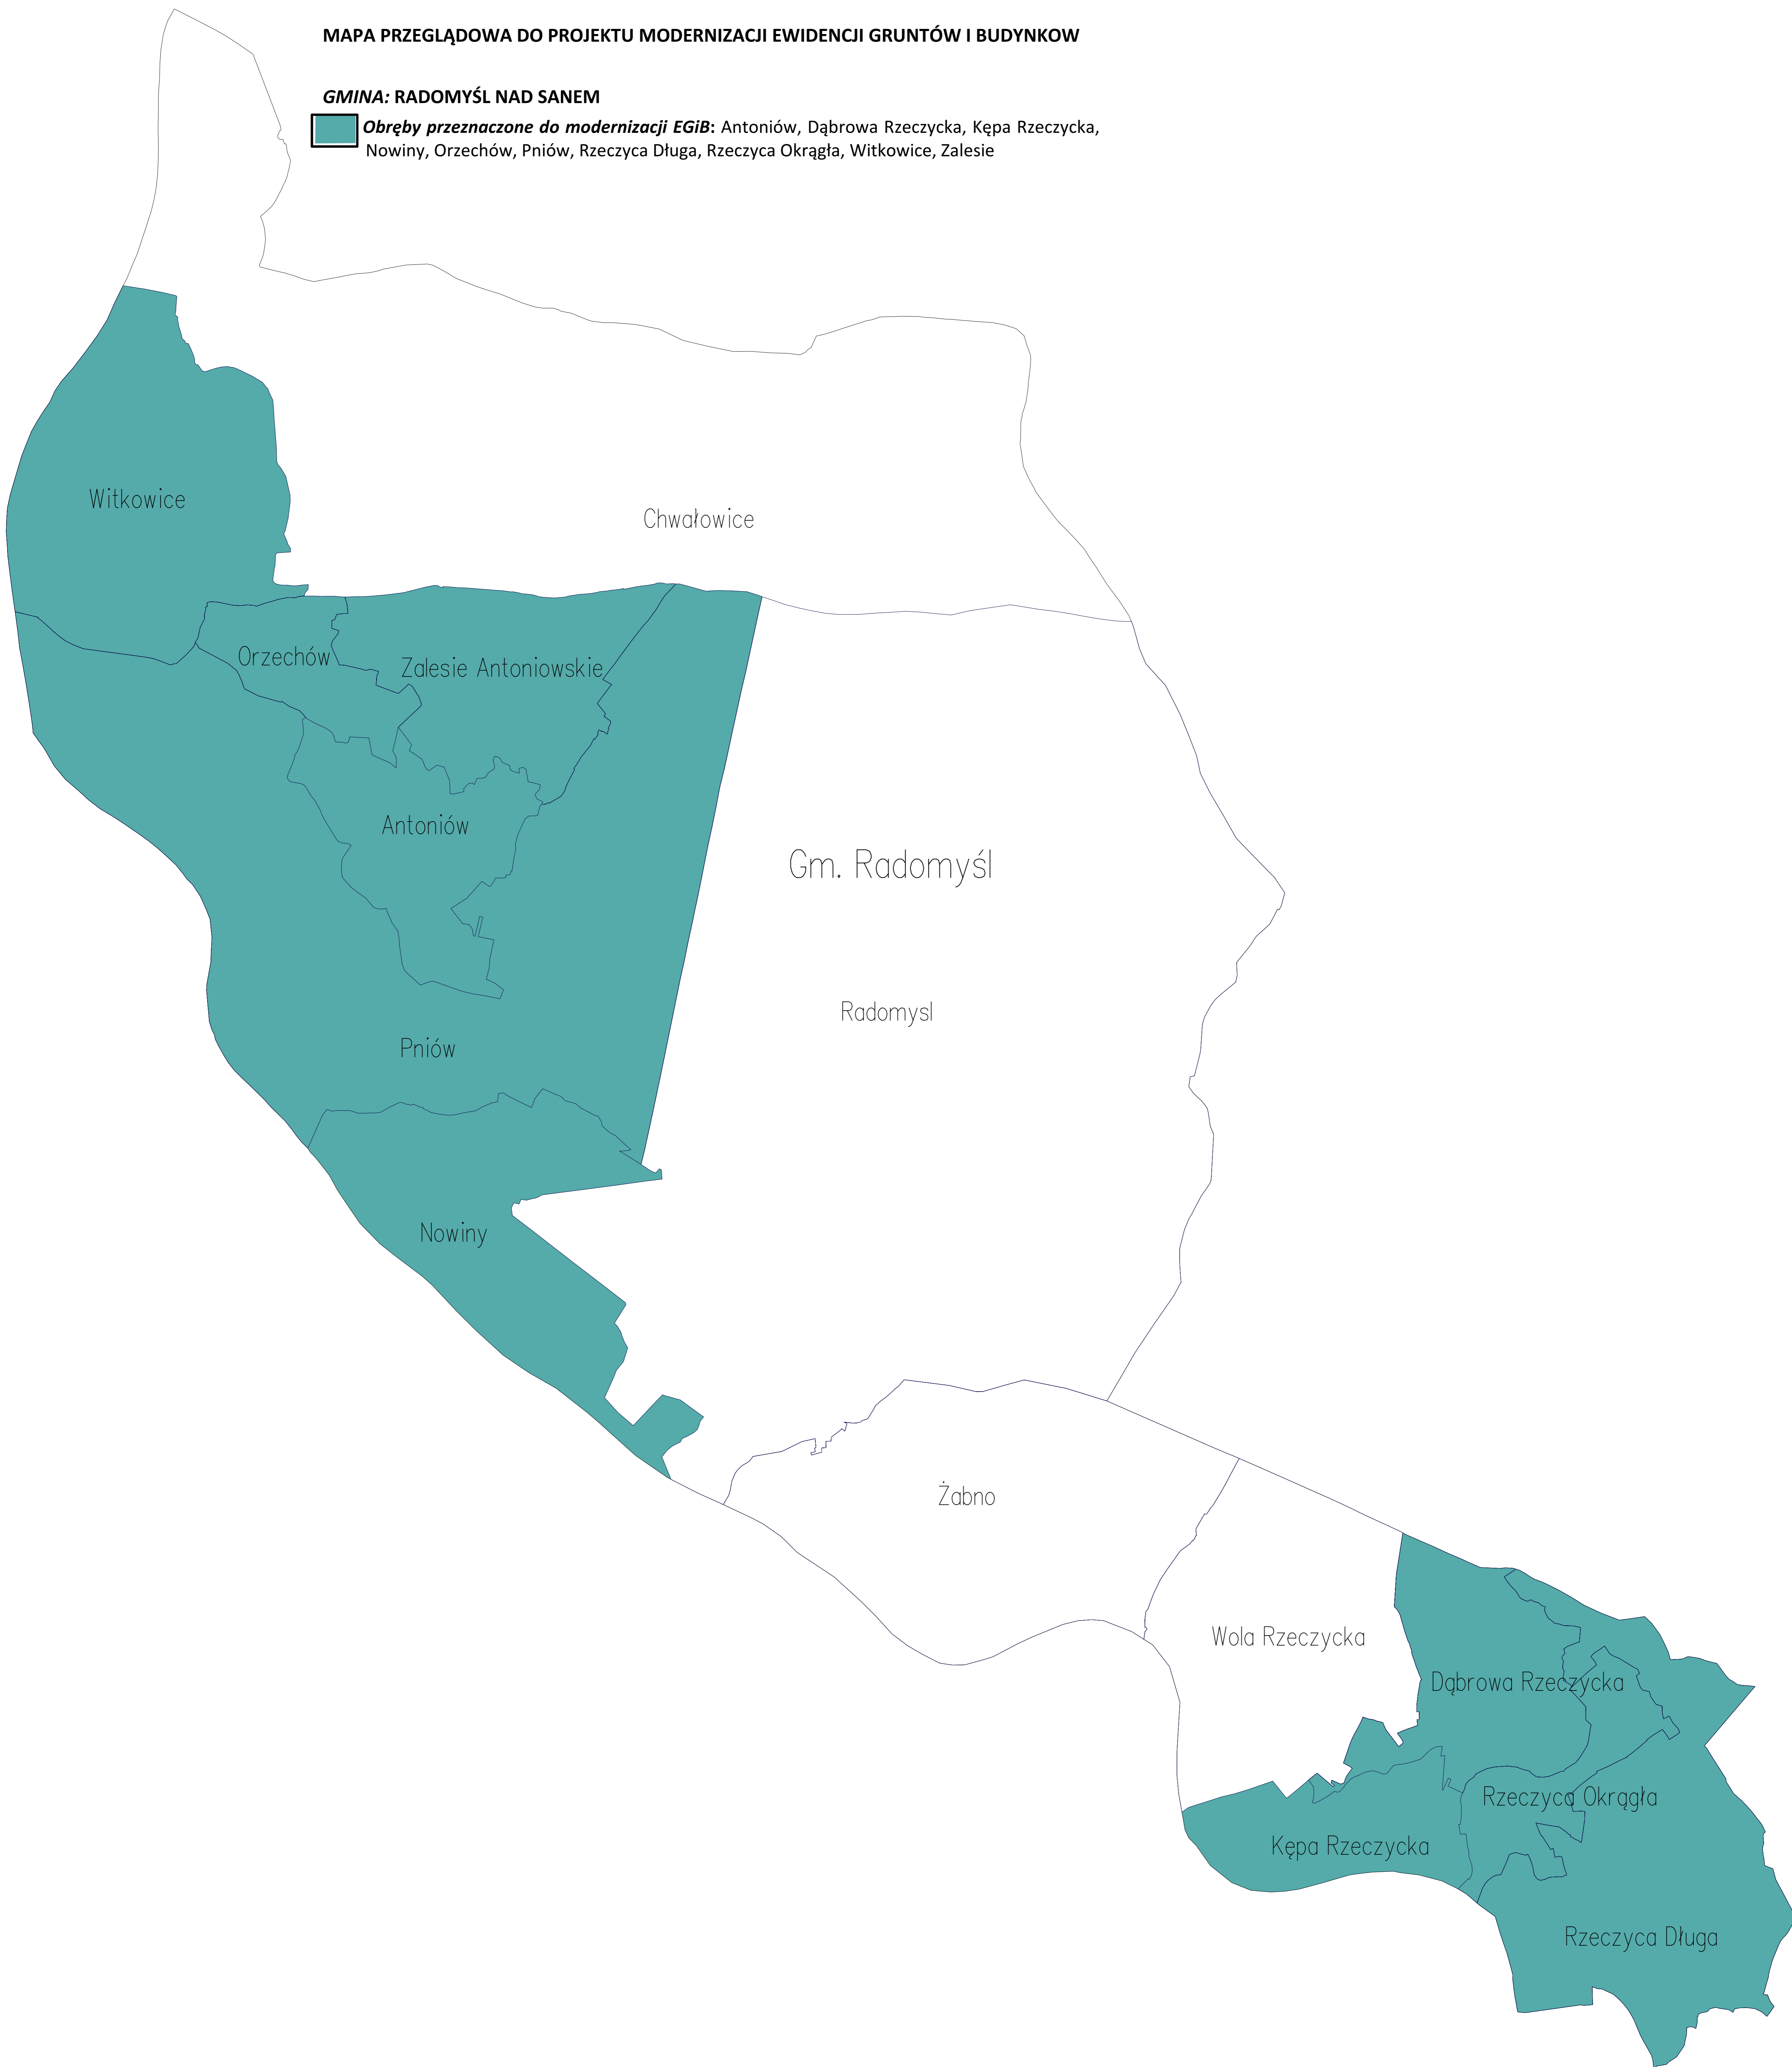 MAPA PRZEGLĄDOWA DO PROJEKTU MODERNIZACJI EWIDENCJI GRUNTÓW I BUDYNKOW
GMINA: RADOMYŚL NAD SANEM
Obręby przeznaczone do modernizacji EGiB: Antoniów, Dąbrowa Rzeczycka, Kępa Rzeczycka,
Nowiny, Orzechów, Pniów, Rzeczyca Długa, Rzeczyca Okrągła, Witkowice, Zalesie
Witkowice
Chwałowice
Orzechów
Zalesie Antoniowskie
Antoniów
Gm. Radomyśl
Radomysl
Pniów
Nowiny
Żabno
Wola Rzeczycka
Dąbrowa Rzeczycka
Rzeczyca Okrągła
Kępa Rzeczycka
Rzeczyca Długa